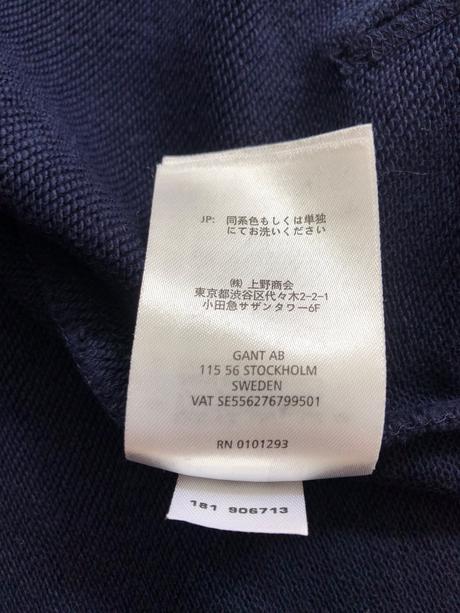 JP: 同系色もしくは単独
にてお洗いください
㈱ 上野商会
東京都渋谷区代々木2-2-1
小田急サザンタワー6F
GANT AB
115 56 STOCKHOLM
SWEDEN
VAT SE556276799501
RN 0101293
181 906713